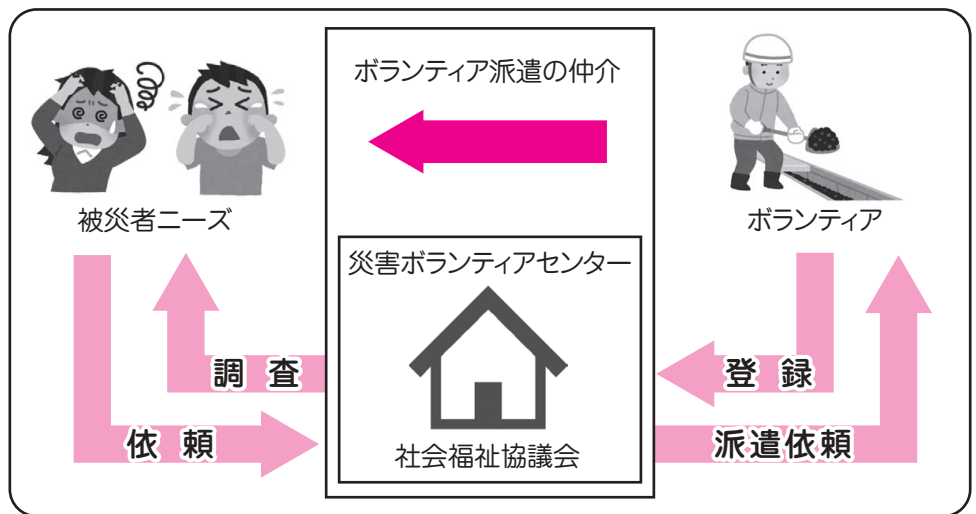 ボランティア派遣の仲介
被災者ニーズ
ボランティア
災害ボランティアセンター
調査
登録
依頼
派遣依頼
社会福祉協議会